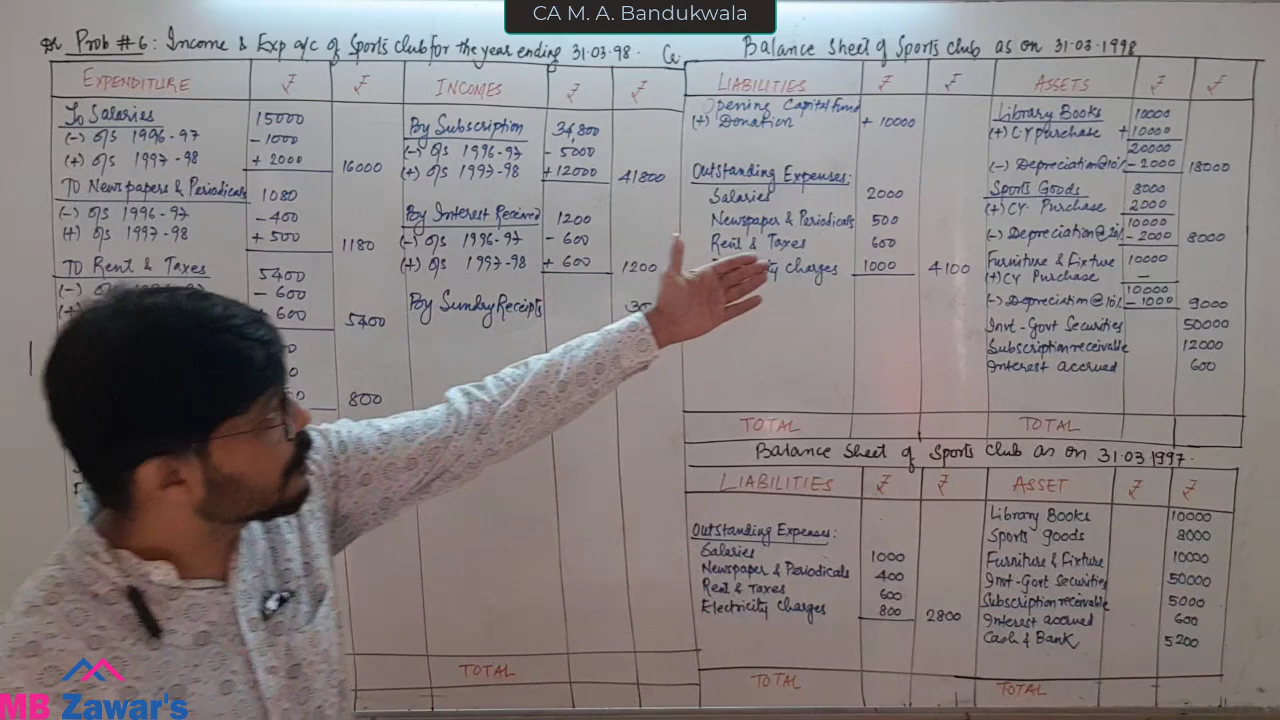 CA M. A. Bandukwala
Dr Prob #6: Income & Exp a/c of Sports club for the year ending 31.03.98. Cr.
EXPENDITURE ₹ ₹ INCOMES ₹ ₹
To Salaries 15000
(-) o/s 1996-97 - 1000
(+) o/s 1997-98 + 2000 16000
TO Newspapers & Periodicals 1080
(-) o/s 1996-97 - 400
(+) o/s 1997-98 + 500 1180
TO Rent & Taxes 5400
- 600
+ 600 5400
800
By Subscription 34,800
(-) o/s 1996-97 - 5000
(+) o/s 1997-98 + 12000 41800
By Interest Received 1200
(-) o/s 1996-97 - 600
(+) o/s 1997-98 + 600 1200
By Sunday Receipts
TOTAL
Balance Sheet of Sports club as on 31.03.1998
LIABILITIES ₹ ₹ ASSETS ₹ ₹
Opening Capital Fund
(+) Donation + 10000
Outstanding Expenses:
Salaries 2000
Newspaper & Periodicals 500
Rent & Taxes 600
Charges 1000 4100
Library Books 10000
(+) C.Y purchase + 10000
20000
(-) Depreciation @ 10% - 2000 18000
Sports Goods 8000
(+) CY. Purchase 2000
10000
(-) Depreciation @ 20% - 2000 8000
Furniture & Fixture 10000
(+) CY Purchase -
10000
(-) Depreciation @ 10% - 1000 9000
Invt-Govt Securities 50000
Subscription receivable 12000
Interest accrued 600
TOTAL TOTAL
Balance Sheet of Sports Club as on 31.03.1997.
LIABILITIES ₹ ₹ ASSET ₹ ₹
Outstanding Expenses:
Salaries 1000
Newspaper & Periodicals 400
Rent & Taxes 600
Electricity Charges 800 2800
Library Books 10000
Sports goods 8000
Furniture & Fixture 10000
Invt-Govt Securities 50000
Subscription receivable 5000
Interest accrued 600
Cash & Bank 5200
TOTAL TOTAL
MB Zawar's